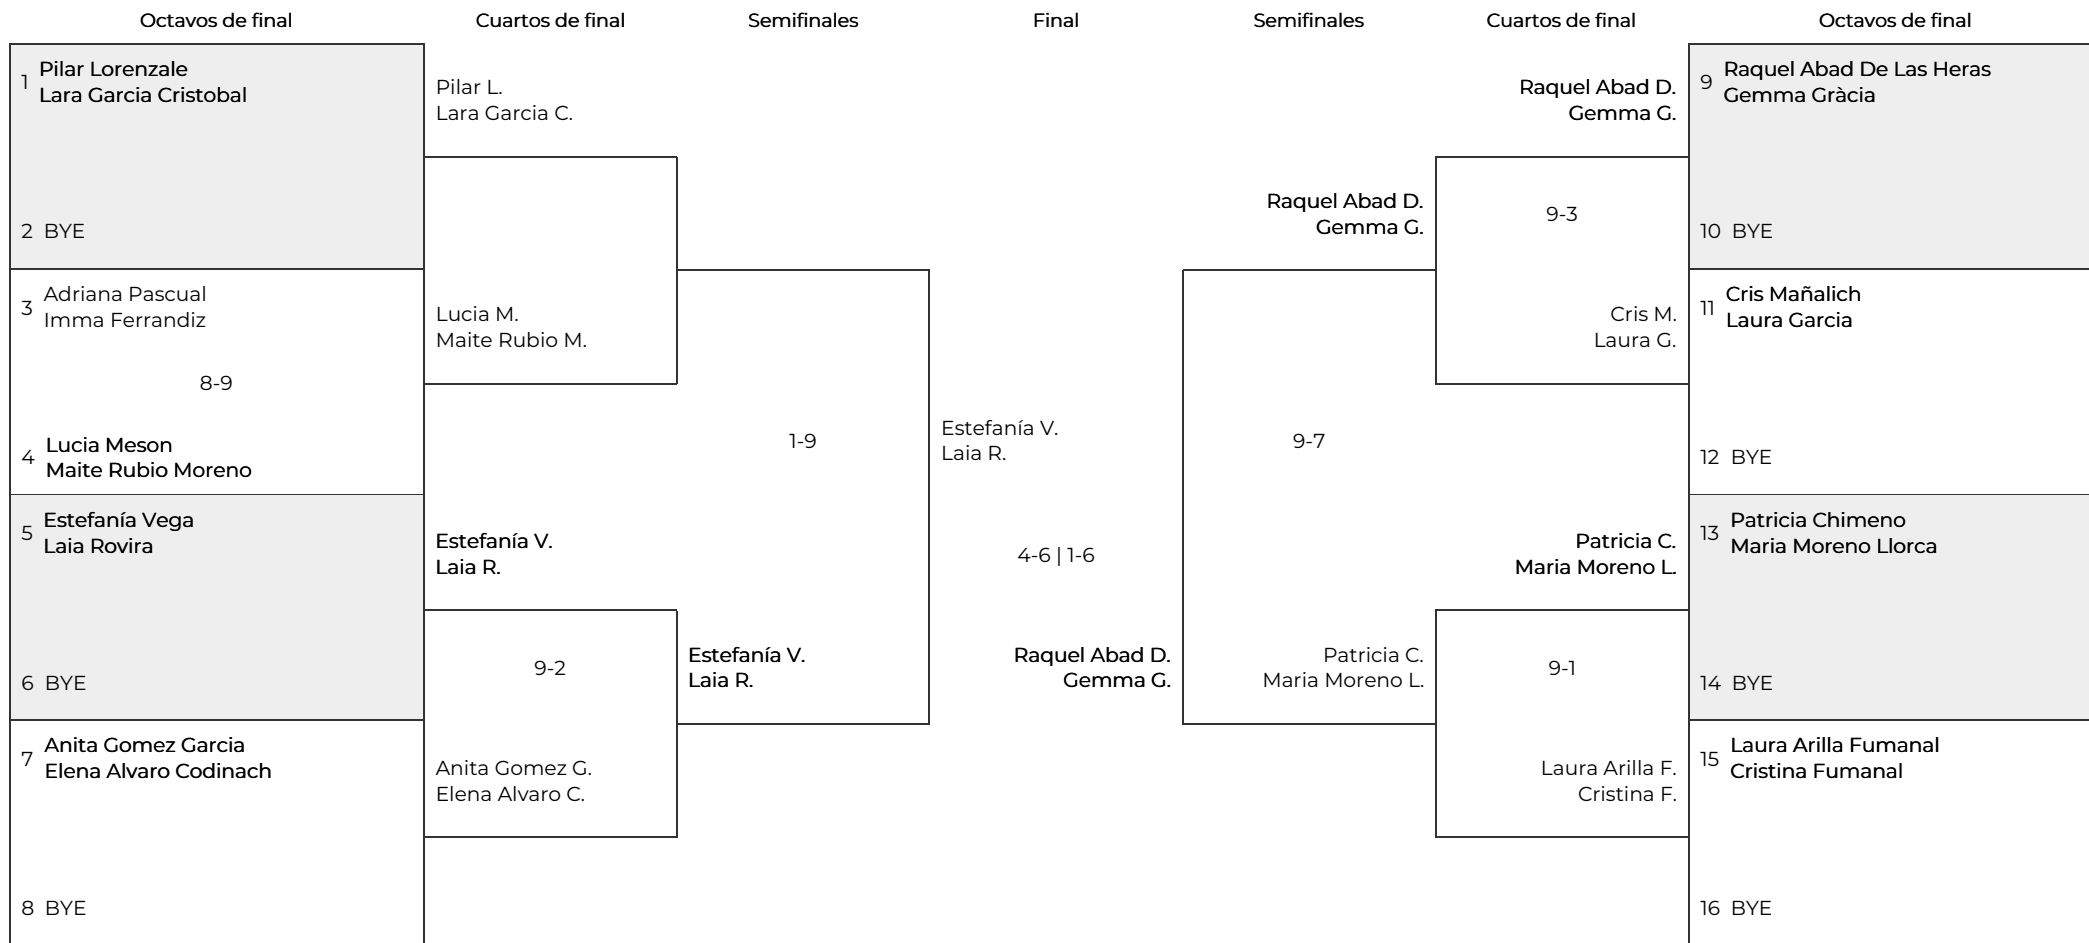 Octavos de final
Cuartos de final
Semifinales
Final
Semifinales
Cuartos de final
Octavos de final
1
Pilar Lorenzale
Lara Garcia Cristobal
2 BYE
3
Adriana Pascual
Imma Ferrandiz
8-9
4
Lucia Meson
Maite Rubio Moreno
5
Estefanía Vega
Laia Rovira
6 BYE
7
Anita Gomez Garcia
Elena Alvaro Codinach
8 BYE
Pilar L.
Lara Garcia C.
Lucia M.
Maite Rubio M.
Estefanía V.
Laia R.
9-2
Anita Gomez G.
Elena Alvaro C.
1-9
Estefanía V.
Laia R.
Estefanía V.
Laia R.
4-6 | 1-6
Raquel Abad D.
Gemma G.
Raquel Abad D.
Gemma G.
9-7
Patricia C.
Maria Moreno L.
Raquel Abad D.
Gemma G.
9-3
Cris M.
Laura G.
Patricia C.
Maria Moreno L.
9-1
Laura Arilla F.
Cristina F.
9
Raquel Abad De Las Heras
Gemma Gràcia
10 BYE
11
Cris Mañalich
Laura Garcia
12 BYE
13
Patricia Chimeno
Maria Moreno Llorca
14 BYE
15
Laura Arilla Fumanal
Cristina Fumanal
16 BYE